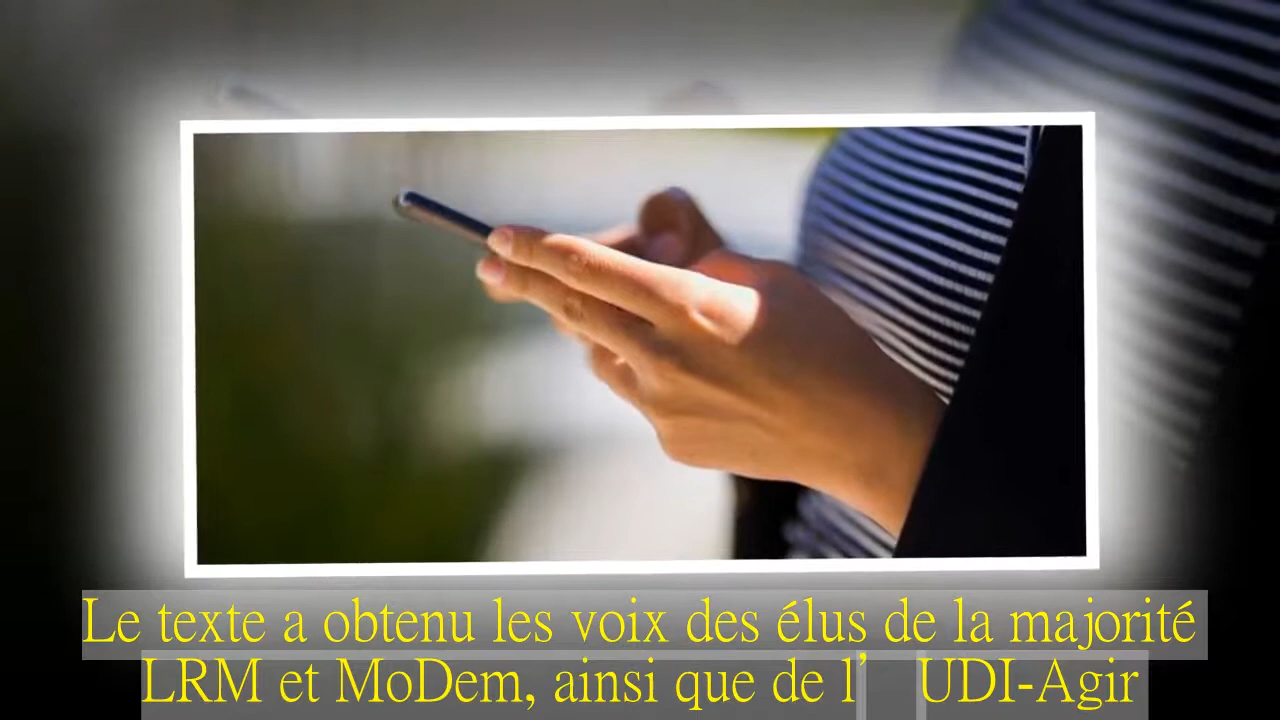 Le texte a obtenu les voix des élus de la majorité
LRM et MoDem, ainsi que de l’ UDI-Agir